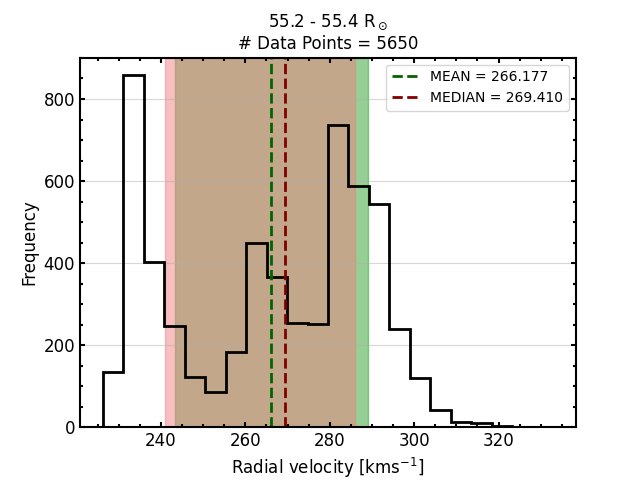 55.2 - 55.4 R⊙
# Data Points = 5650
MEAN = 266.177
MEDIAN = 269.410
Frequency
800
600
400
200
0
240 260 280 300 320
Radial velocity [kms⁻¹]